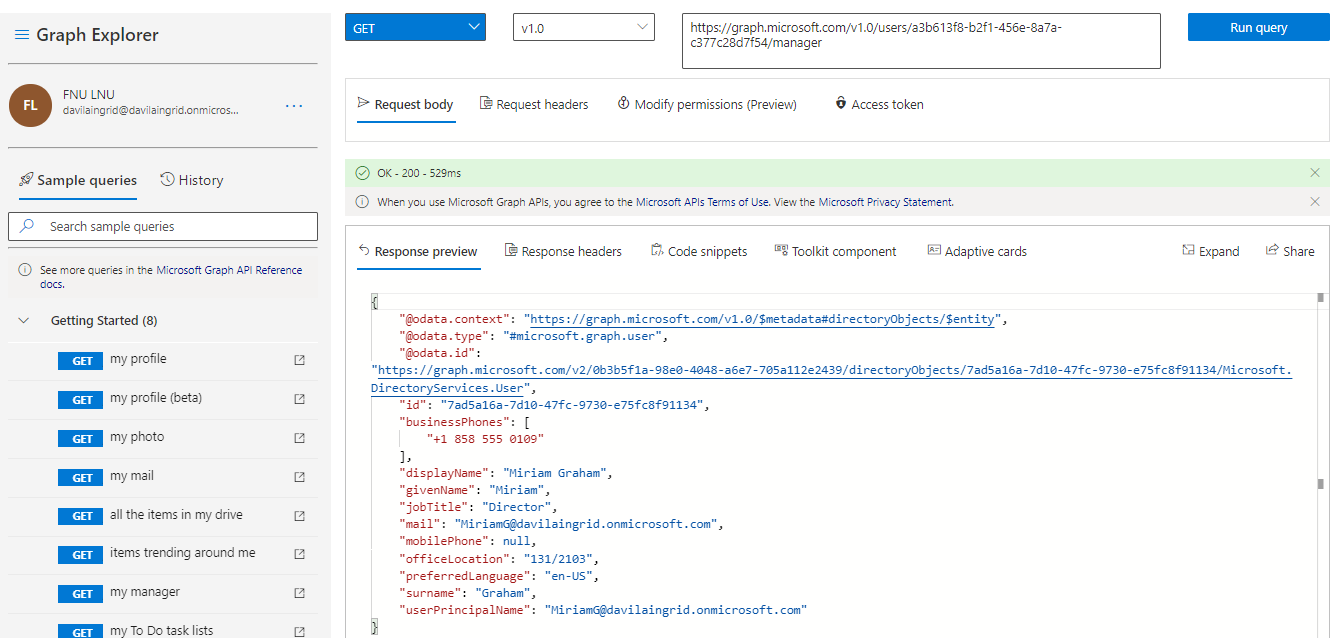 Graph Explorer
FL
FNU LNU
davilaingrid@davilaingrid.onmicros...
...
Sample queries
History
Search sample queries
See more queries in the Microsoft Graph API Reference
docs.
Getting Started (8)
GET my profile
GET my profile (beta)
GET my photo
GET my mail
GET all the items in my drive
GET items trending around me
GET my manager
GET my To Do task lists
GET
v1.0
https://graph.microsoft.com/v1.0/users/a3b613f8-b2f1-456e-8a7a-
c377c28d7f54/manager
Run query
Request body
Request headers
Modify permissions (Preview)
Access token
OK - 200 - 529ms
When you use Microsoft Graph APIs, you agree to the Microsoft APIs Terms of Use. View the Microsoft Privacy Statement.
Response preview
Response headers
Code snippets
Toolkit component
Adaptive cards
Expand
Share
{
"@odata.context": "https://graph.microsoft.com/v1.0/$metadata#directoryObjects/$entity",
"@odata.type": "#microsoft.graph.user",
"@odata.id":
"https://graph.microsoft.com/v2/0b3b5f1a-98e0-4048-a6e7-705a112e2439/directoryObjects/7ad5a16a-7d10-47fc-9730-e75fc8f91134/Microsoft.
DirectoryServices.User",
"id": "7ad5a16a-7d10-47fc-9730-e75fc8f91134",
"businessPhones": [
"+1 858 555 0109"
],
"displayName": "Miriam Graham",
"givenName": "Miriam",
"jobTitle": "Director",
"mail": "MiriamG@davilaingrid.onmicrosoft.com",
"mobilePhone": null,
"officeLocation": "131/2103",
"preferredLanguage": "en-US",
"surname": "Graham",
"userPrincipalName": "MiriamG@davilaingrid.onmicrosoft.com"
}